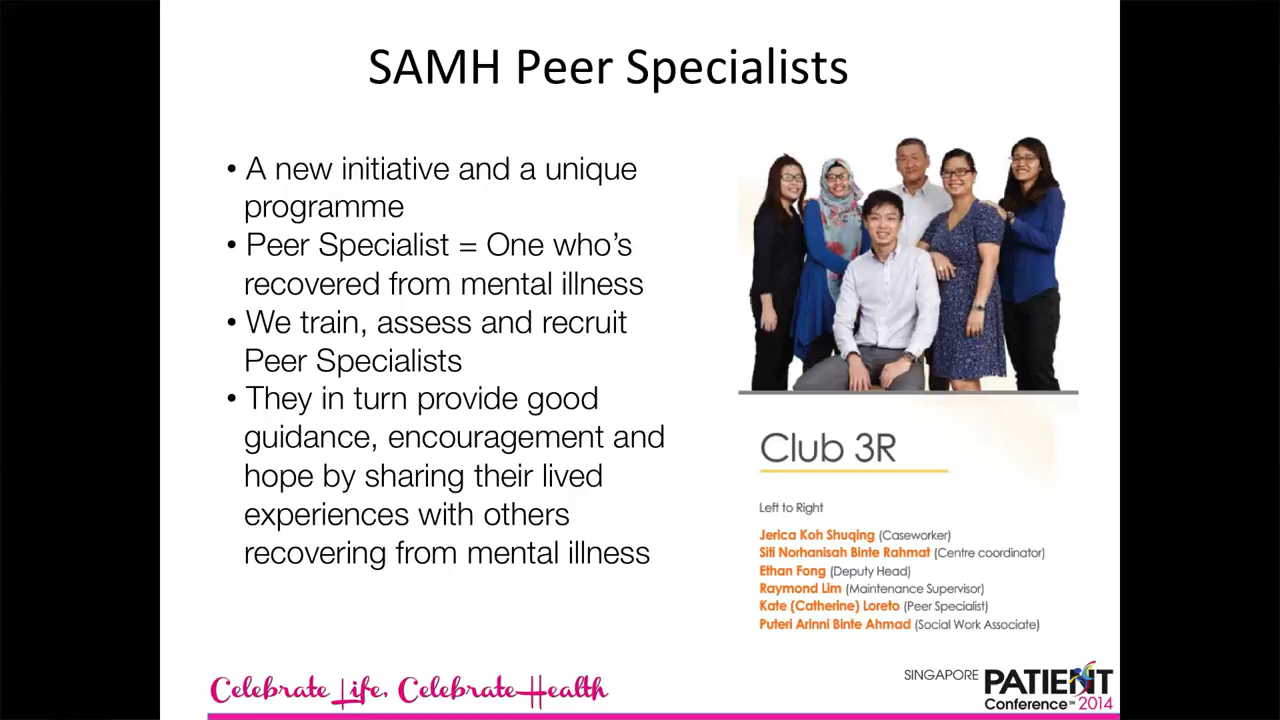 SAMH Peer Specialists
• A new initiative and a unique
programme
• Peer Specialist = One who's
recovered from mental illness
• We train, assess and recruit
Peer Specialists
• They in turn provide good
guidance, encouragement and
hope by sharing their lived
experiences with others
recovering from mental illness
Club 3R
Left to Right
Jerica Koh Shuqing (Caseworker)
Siti Norhanisah Binte Rahmat (Centre coordinator)
Ethan Fong (Deputy Head)
Raymond Lim (Maintenance Supervisor)
Kate (Catherine) Loreto (Peer Specialist)
Puteri Arinni Binte Ahmad (Social Work Associate)
Celebrate Life, Celebrate Health
SINGAPORE PATIENT
Conference℠ 2014